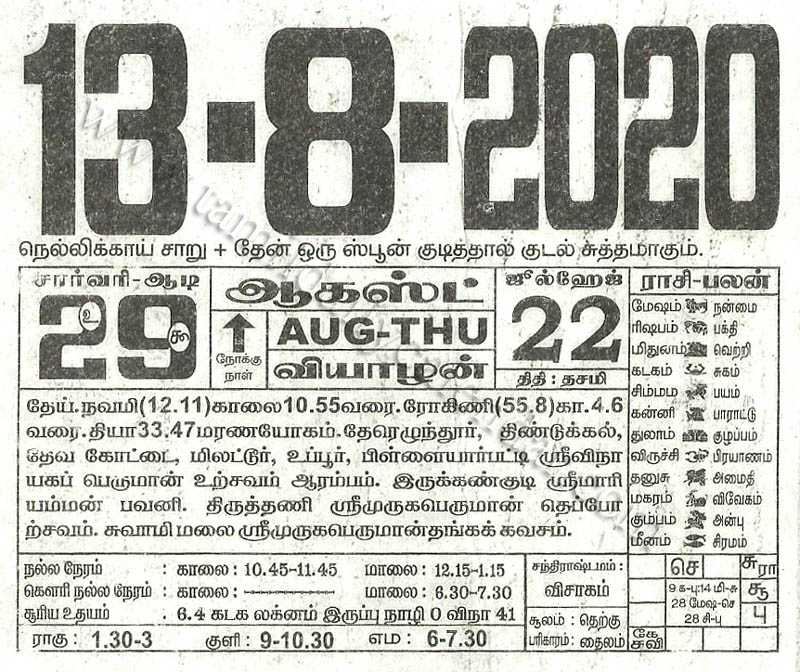 13-8-2020
நெல்லிக்காய் சாறு + தேன் ஒரு ஸ்பூன் குடித்தால் குடல் சுத்தமாகும்.
சார்வரி-ஆடி
29
உ
கூ
ஆகஸ்ட்
நோக்கு
நாள்
AUG-THU
வியாழன்
ஜூல்ஹேஜ்
22
திதி : தசமி
ராசி-பலன்
மேஷம் நன்மை
ரிஷபம் பக்தி
மிதுலாம் வெற்றி
கடகம் சுகம்
சிம்மம் பயம்
கன்னி பாராட்டு
துலாம் குழப்பம்
விருச்சி பிரயாணம்
தனுசு அமைதி
மகரம் விவேகம்
கும்பம் அன்பு
மீனம் சிரமம்
தேய். நவமி(12.11)காலை10.55வரை.ரோகிணி(55.8)கா.4.6
வரை.தியா33.47மரணயோகம்.தேரெழுந்தூர், திண்டுக்கல்,
தேவ கோட்டை, மிலட்டூர், உப்பூர், பிள்ளையார்பட்டி ஸ்ரீவிநா
யகப் பெருமான் உற்சவம் ஆரம்பம். இருக்கண்குடி ஸ்ரீமாரி
யம்மன் பவனி. திருத்தணி ஸ்ரீமுருகபெருமான் தெப்போ
ற்சவம். சுவாமி மலை ஸ்ரீமுருகபெருமான்தங்கக் கவசம்.
நல்ல நேரம் : காலை: 10.45-11.45 மாலை: 12.15-1.15
கௌரி நல்ல நேரம் : காலை: மாலை: 6.30-7.30
சூரிய உதயம் : 6.4 கடக லக்னம் இருப்பு நாழி 0 விநா 41
ராகு : 1.30-3 குளி : 9-10.30 எம : 6-7.30
சந்திராஷ்டமம் :
விசாகம்
சூலம் : தெற்கு
பரிகாரம் : தைலம்
செ
சுரா
9 க-பு:14 மி-சு
28 மேஷ-செ
28 சி-பு
சூ
பு
கே
சுவி